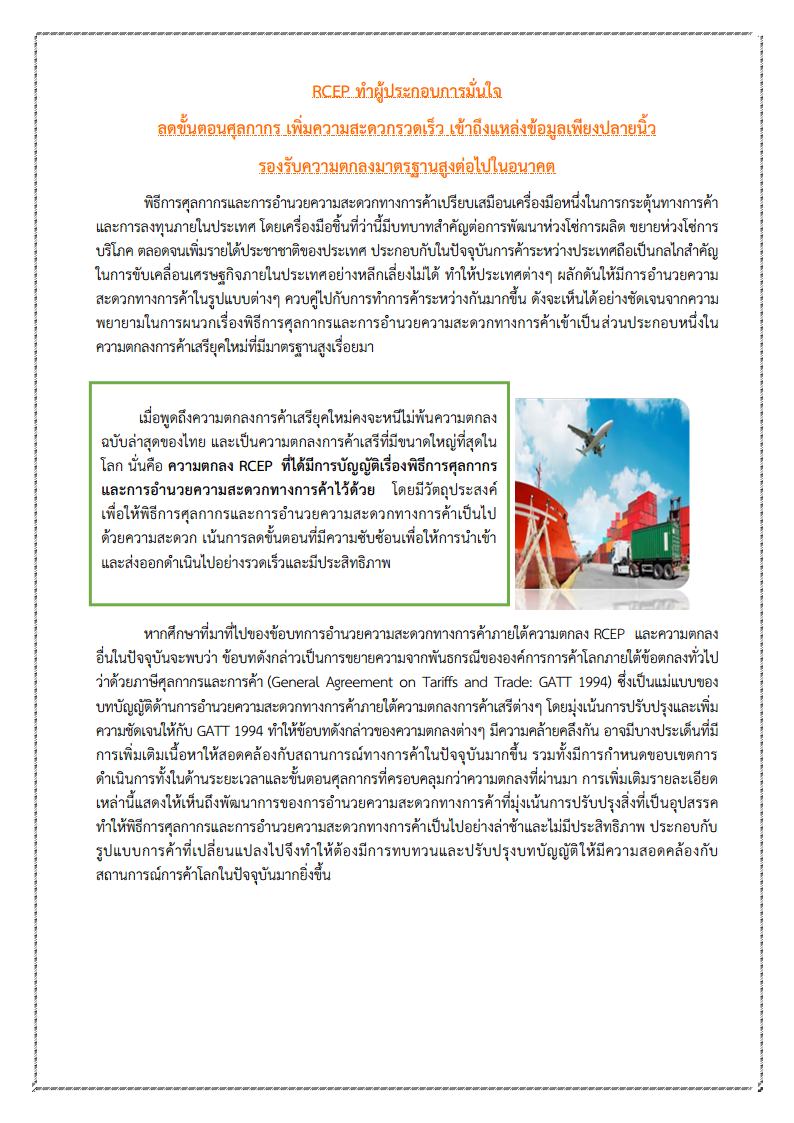 RCEP ทำผู้ประกอบการมั่นใจ
ลดขั้นตอนศุลกากร เพิ่มความสะดวกรวดเร็ว เข้าถึงแหล่งข้อมูลเพียงปลายนิ้ว
รองรับความตกลงมาตรฐานสูงต่อไปในอนาคต
พิธีการศุลกากรและการอำนวยความสะดวกทางการค้าเปรียบเสมือนเครื่องมือหนึ่งในการกระตุ้นทางการค้า
และการลงทุนภายในประเทศ โดยเครื่องมือชิ้นที่ว่านี้มีบทบาทสำคัญต่อการพัฒนาห่วงโซ่การผลิต ขยายห่วงโซ่การ
บริโภค ตลอดจนเพิ่มรายได้ประชาชาติของประเทศ ประกอบกับในปัจจุบันการค้าระหว่างประเทศถือเป็นกลไกสำคัญ
ในการขับเคลื่อนเศรษฐกิจภายในประเทศอย่างหลีกเลี่ยงไม่ได้ ทำให้ประเทศต่างๆ ผลักดันให้มีการอำนวยความ
สะดวกทางการค้าในรูปแบบต่างๆ ควบคู่ไปกับการทำการค้าระหว่างกันมากขึ้น ดังจะเห็นได้อย่างชัดเจนจากความ
พยายามในการผนวกเรื่องพิธีการศุลกากรและการอำนวยความสะดวกทางการค้าเข้าเป็นส่วนประกอบหนึ่งใน
ความตกลงการค้าเสรียุคใหม่ที่มีมาตรฐานสูงเรื่อยมา
เมื่อพูดถึงความตกลงการค้าเสรียุคใหม่คงจะหนีไม่พ้นความตกลง
ฉบับล่าสุดของไทย และเป็นความตกลงการค้าเสรีที่มีขนาดใหญ่ที่สุดใน
โลก นั่นคือ ความตกลง RCEP ที่ได้มีการบัญญัติเรื่องพิธีการศุลกากร
และการอำนวยความสะดวกทางการค้าไว้ด้วย โดยมีวัตถุประสงค์
เพื่อให้พิธีการศุลกากรและการอำนวยความสะดวกทางการค้าเป็นไป
ด้วยความสะดวก เน้นการลดขั้นตอนที่มีความซับซ้อนเพื่อให้การนำเข้า
และส่งออกดำเนินไปอย่างรวดเร็วและมีประสิทธิภาพ
หากศึกษาที่มาที่ไปของข้อบทการอำนวยความสะดวกทางการค้าภายใต้ความตกลง RCEP และความตกลง
อื่นในปัจจุบันจะพบว่า ข้อบทดังกล่าวเป็นการขยายความจากพันธกรณีขององค์การการค้าโลกภายใต้ข้อตกลงทั่วไป
ว่าด้วยภาษีศุลกากรและการค้า (General Agreement on Tariffs and Trade: GATT 1994) ซึ่งเป็นแม่แบบของ
บทบัญญัติด้านการอำนวยความสะดวกทางการค้าภายใต้ความตกลงการค้าเสรีต่างๆ โดยมุ่งเน้นการปรับปรุงและเพิ่ม
ความชัดเจนให้กับ GATT 1994 ทำให้ข้อบทดังกล่าวของความตกลงต่างๆ มีความคล้ายคลึงกัน อาจมีบางประเด็นที่มี
การเพิ่มเติมเนื้อหาให้สอดคล้องกับสถานการณ์ทางการค้าในปัจจุบันมากขึ้น รวมทั้งมีการกำหนดขอบเขตการ
ดำเนินการทั้งในด้านระยะเวลาและขั้นตอนศุลกากรที่ครอบคลุมกว่าความตกลงที่ผ่านมา การเพิ่มเติมรายละเอียด
เหล่านี้แสดงให้เห็นถึงพัฒนาการของการอำนวยความสะดวกทางการค้าที่มุ่งเน้นการปรับปรุงสิ่งที่เป็นอุปสรรค
ทำให้พิธีการศุลกากรและการอำนวยความสะดวกทางการค้าเป็นไปอย่างล่าช้าและไม่มีประสิทธิภาพ ประกอบกับ
รูปแบบการค้าที่เปลี่ยนแปลงไปจึงทำให้ต้องมีการทบทวนและปรับปรุงบทบัญญัติให้มีความสอดคล้องกับ
สถานการณ์การค้าโลกในปัจจุบันมากยิ่งขึ้น